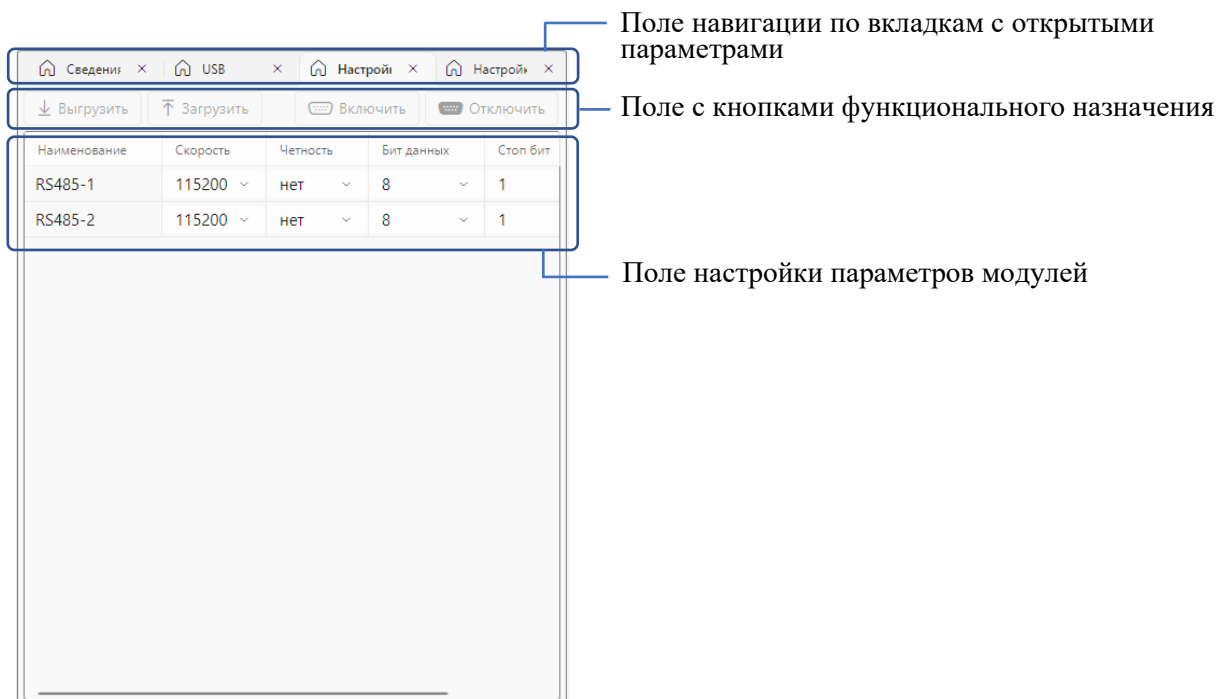 Поле навигации по вкладкам с открытыми
параметрами
Сведения USB Настрой Настрой
Выгрузить Загрузить Включить Отключить
Поле с кнопками функционального назначения
Наименование Скорость Четность Бит данных Стоп бит
RS485-1 115200 нет 8 1
RS485-2 115200 нет 8 1
Поле настройки параметров модулей